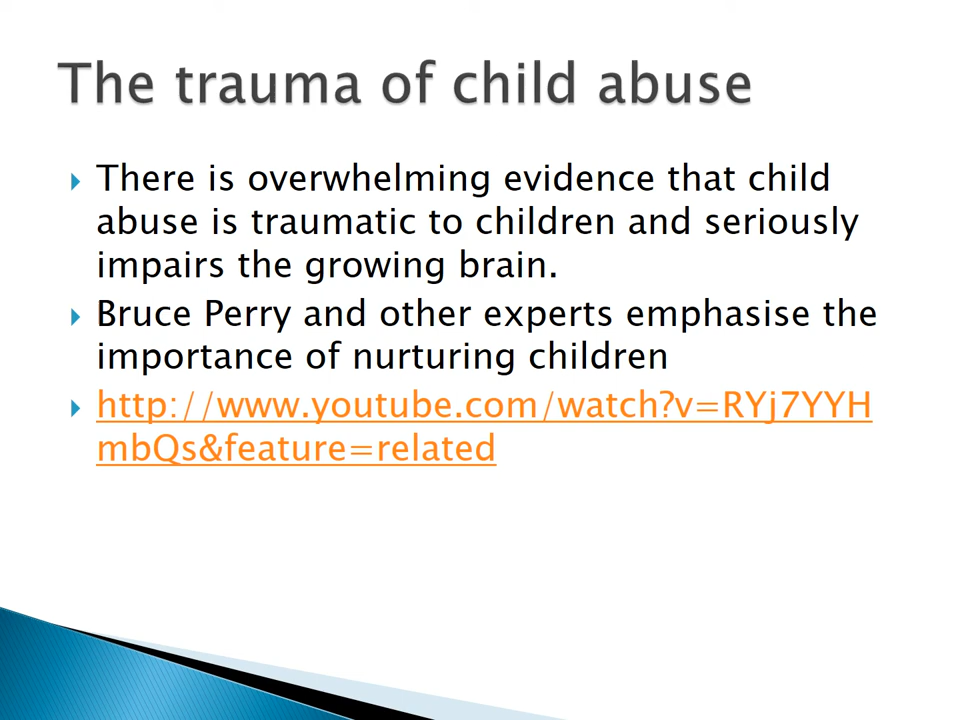 The trauma of child abuse
There is overwhelming evidence that child
abuse is traumatic to children and seriously
impairs the growing brain.
Bruce Perry and other experts emphasise the
importance of nurturing children
http://www.youtube.com/watch?v=RYj7YYH
mbQs&feature=related